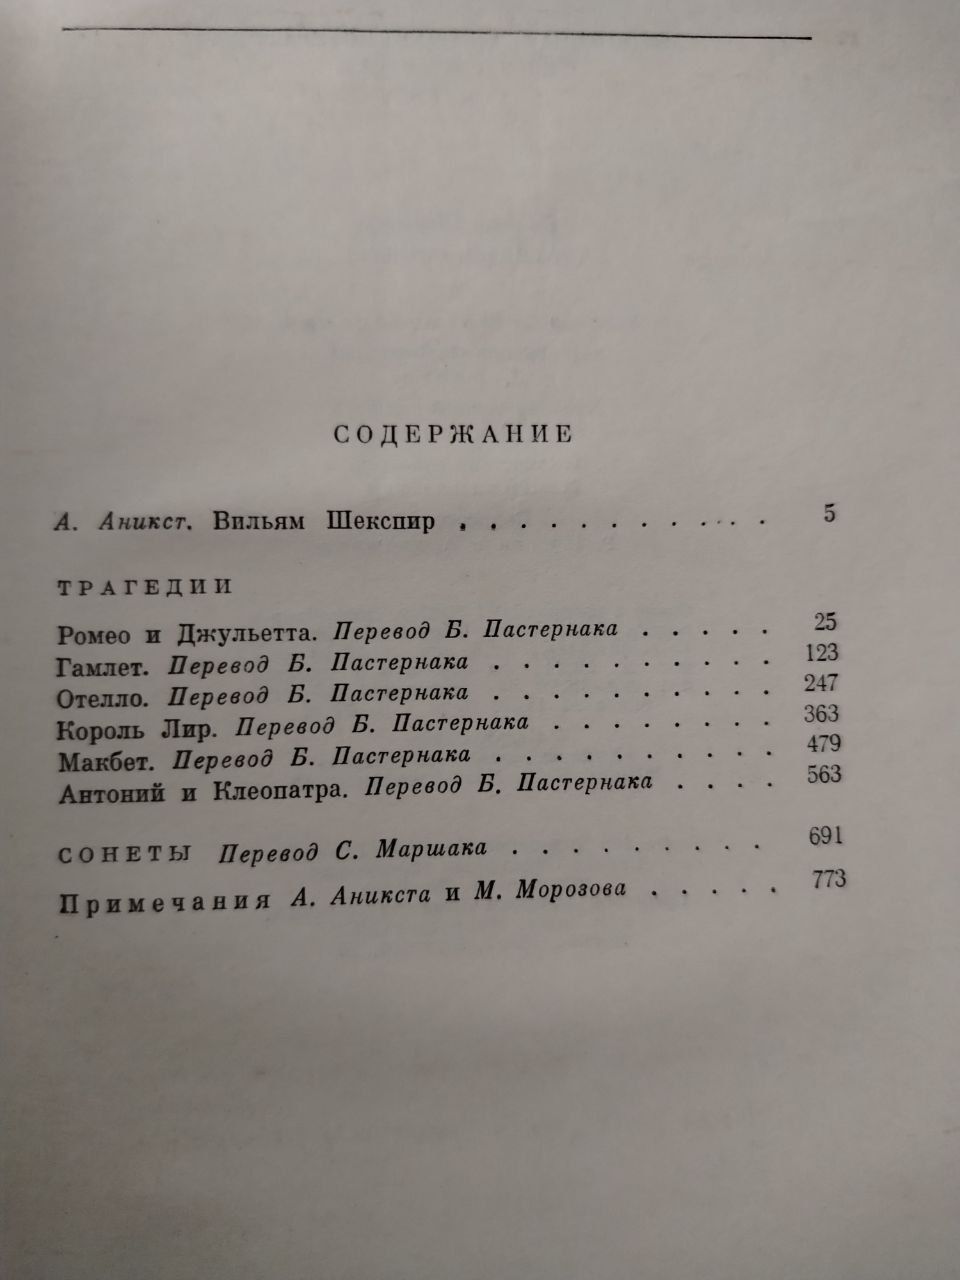 СОДЕРЖАНИЕ
А. Аникст. Вильям Шекспир . . . . . . . . . . . 5
ТРАГЕДИИ
Ромео и Джульетта. Перевод Б. Пастернака . . . . . 25
Гамлет. Перевод Б. Пастернака . . . . . . . . . . 123
Отелло. Перевод Б. Пастернака . . . . . . . . . . 247
Король Лир. Перевод Б. Пастернака . . . . . . . . 363
Макбет. Перевод Б. Пастернака . . . . . . . . . . 479
Антоний и Клеопатра. Перевод Б. Пастернака . . . . 563
СОНЕТЫ Перевод С. Маршака . . . . . . . . . 691
Примечания А. Аникста и М. Морозова . . . . . 773